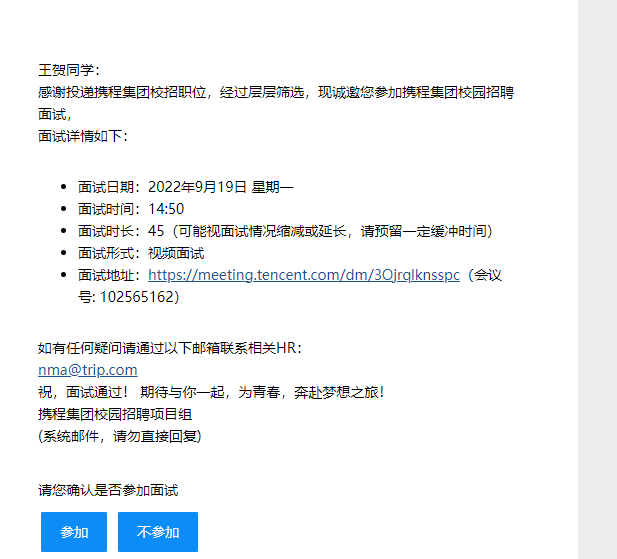 王贺同学：
感谢投递携程集团校招职位，经过层层筛选，现诚邀您参加携程集团校园招聘
面试，
面试详情如下：
面试日期：2022年9月19日 星期一
面试时间：14:50
面试时长：45（可能视面试情况缩减或延长，请预留一定缓冲时间）
面试形式：视频面试
面试地址：https://meeting.tencent.com/dm/3Ojrqlknsspc（会议
号: 102565162）
如有任何疑问请通过以下邮箱联系相关HR：
nma@trip.com
祝，面试通过！ 期待与你一起，为青春，奔赴梦想之旅！
携程集团校园招聘项目组
(系统邮件，请勿直接回复)
请您确认是否参加面试
参加 不参加